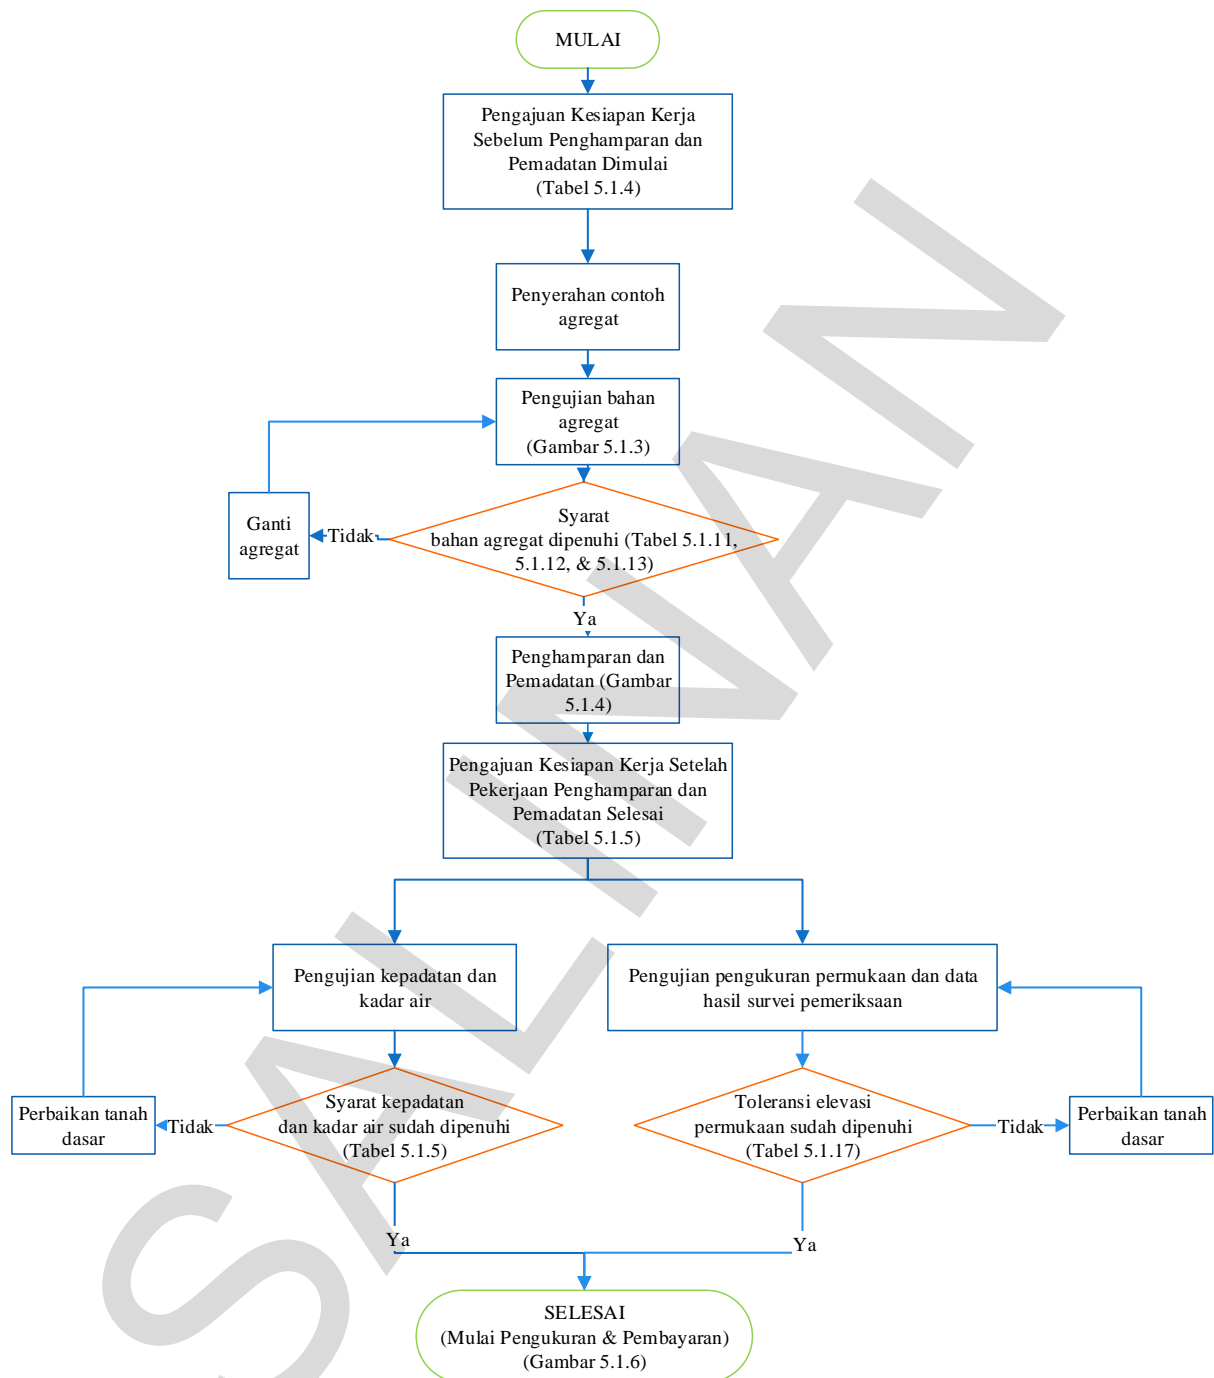 MULAI
Pengajuan Kesiapan Kerja
Sebelum Penghamparan dan
Pemadatan Dimulai
(Tabel 5.1.4)
Penyerahan contoh
agregat
Pengujian bahan
agregat
(Gambar 5.1.3)
Ganti
agregat
Tidak
Syarat
bahan agregat dipenuhi (Tabel 5.1.11,
5.1.12, & 5.1.13)
Ya
Penghamparan dan
Pemadatan (Gambar
5.1.4)
Pengajuan Kesiapan Kerja Setelah
Pekerjaan Penghamparan dan
Pemadatan Selesai
(Tabel 5.1.5)
Pengujian kepadatan dan
kadar air
Pengujian pengukuran permukaan dan data
hasil survei pemeriksaan
Perbaikan tanah
dasar
Tidak
Syarat kepadatan
dan kadar air sudah dipenuhi
(Tabel 5.1.5)
Toleransi elevasi
permukaan sudah dipenuhi
(Tabel 5.1.17)
Tidak
Perbaikan tanah
dasar
Ya
Ya
SELESAI
(Mulai Pengukuran & Pembayaran)
(Gambar 5.1.6)
SALINAN